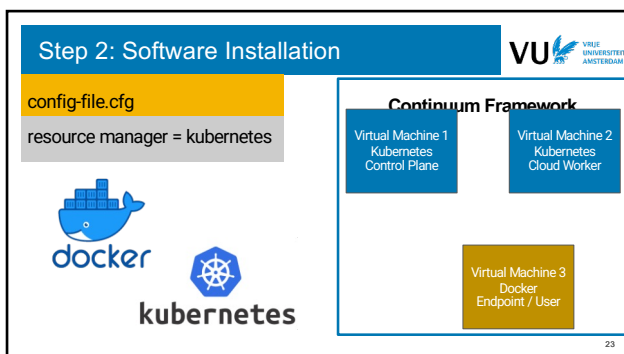 Step 2: Software Installation
VU VRIJE
UNIVERSITEIT
AMSTERDAM
config-file.cfg
resource manager = kubernetes
docker
kubernetes
Continuum Framework
Virtual Machine 1
Kubernetes
Control Plane
Virtual Machine 2
Kubernetes
Cloud Worker
Virtual Machine 3
Docker
Endpoint / User
23